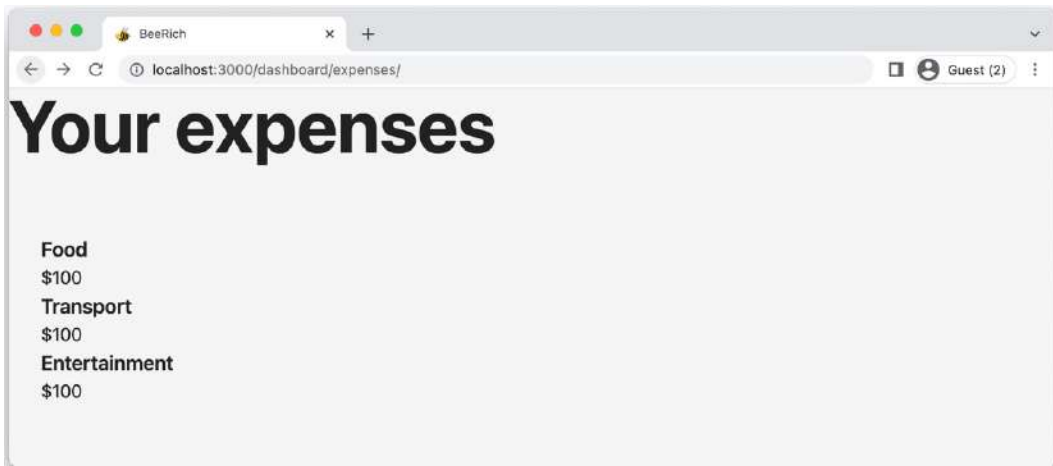 BeeRich
localhost:3000/dashboard/expenses/
Guest (2)
Your expenses
Food
$100
Transport
$100
Entertainment
$100